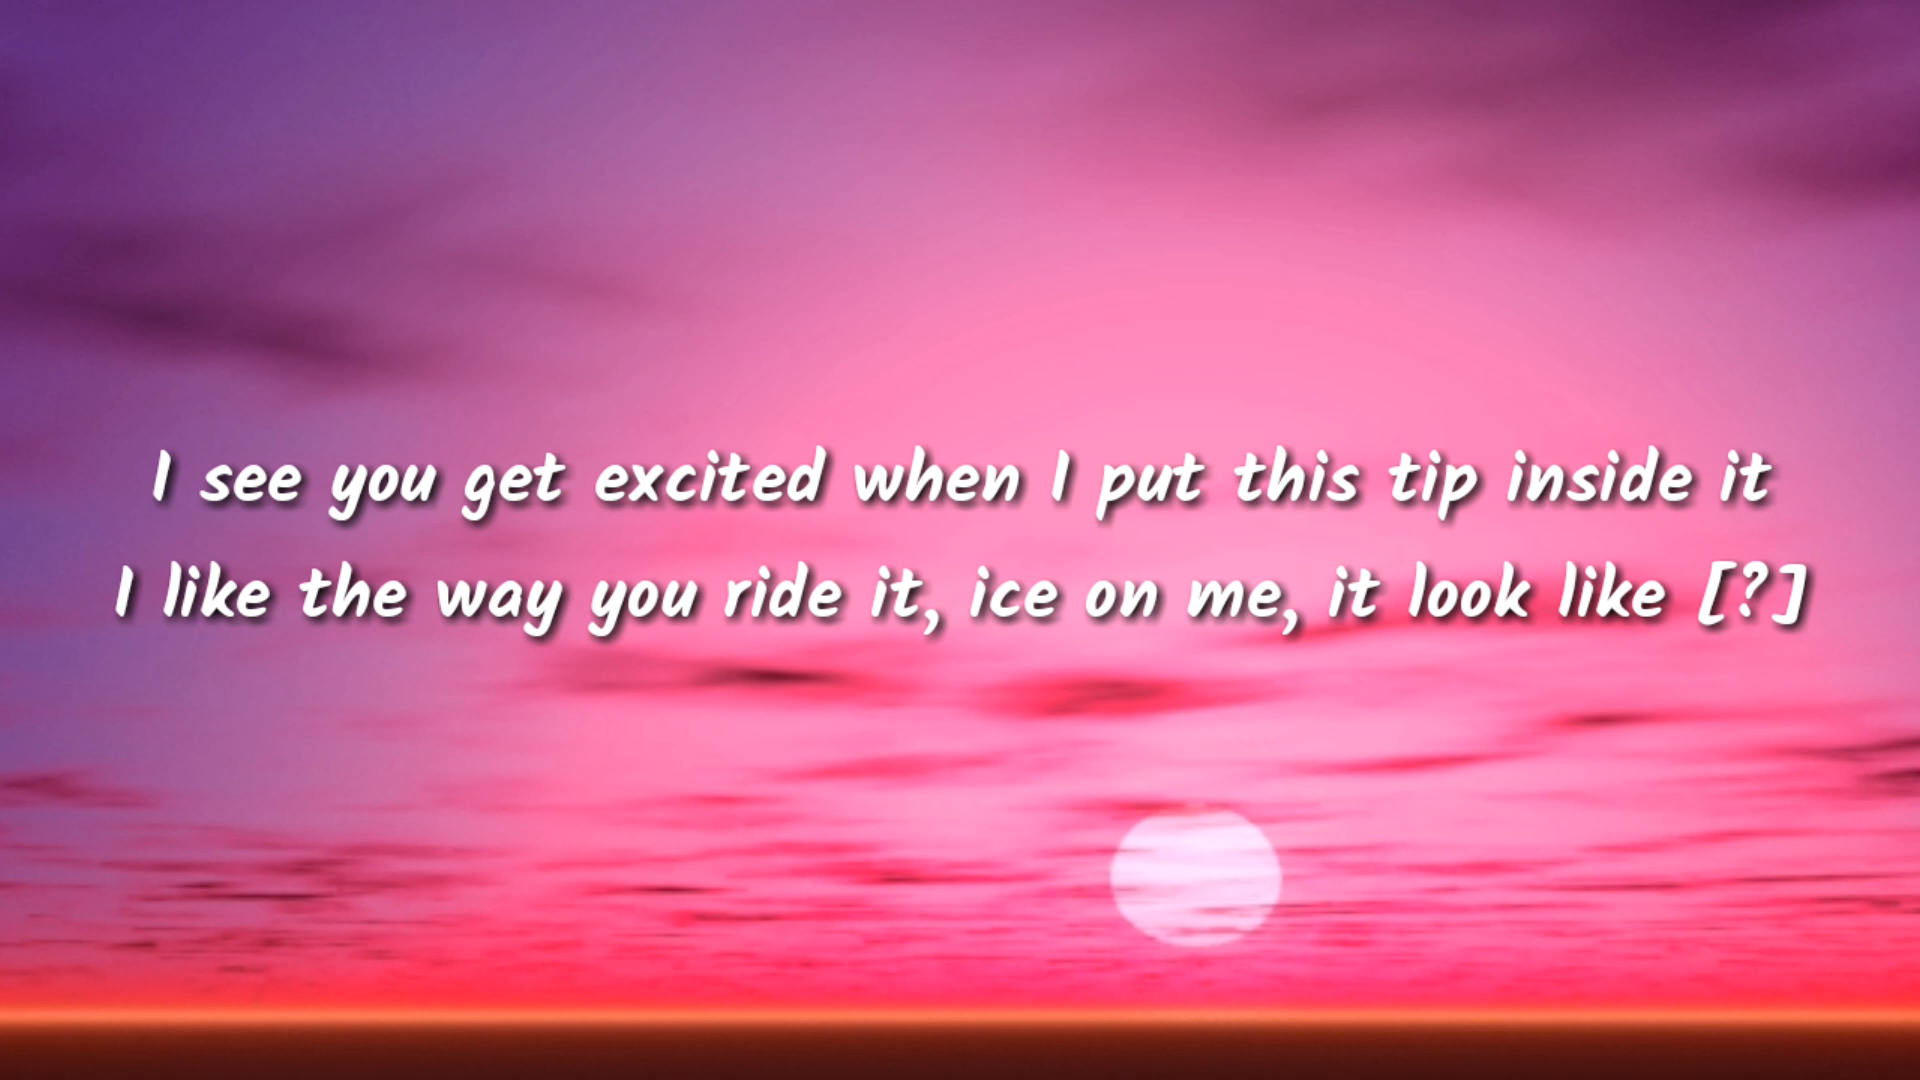 I see you get excited when I put this tip inside it
I like the way you ride it, ice on me, it look like [?]